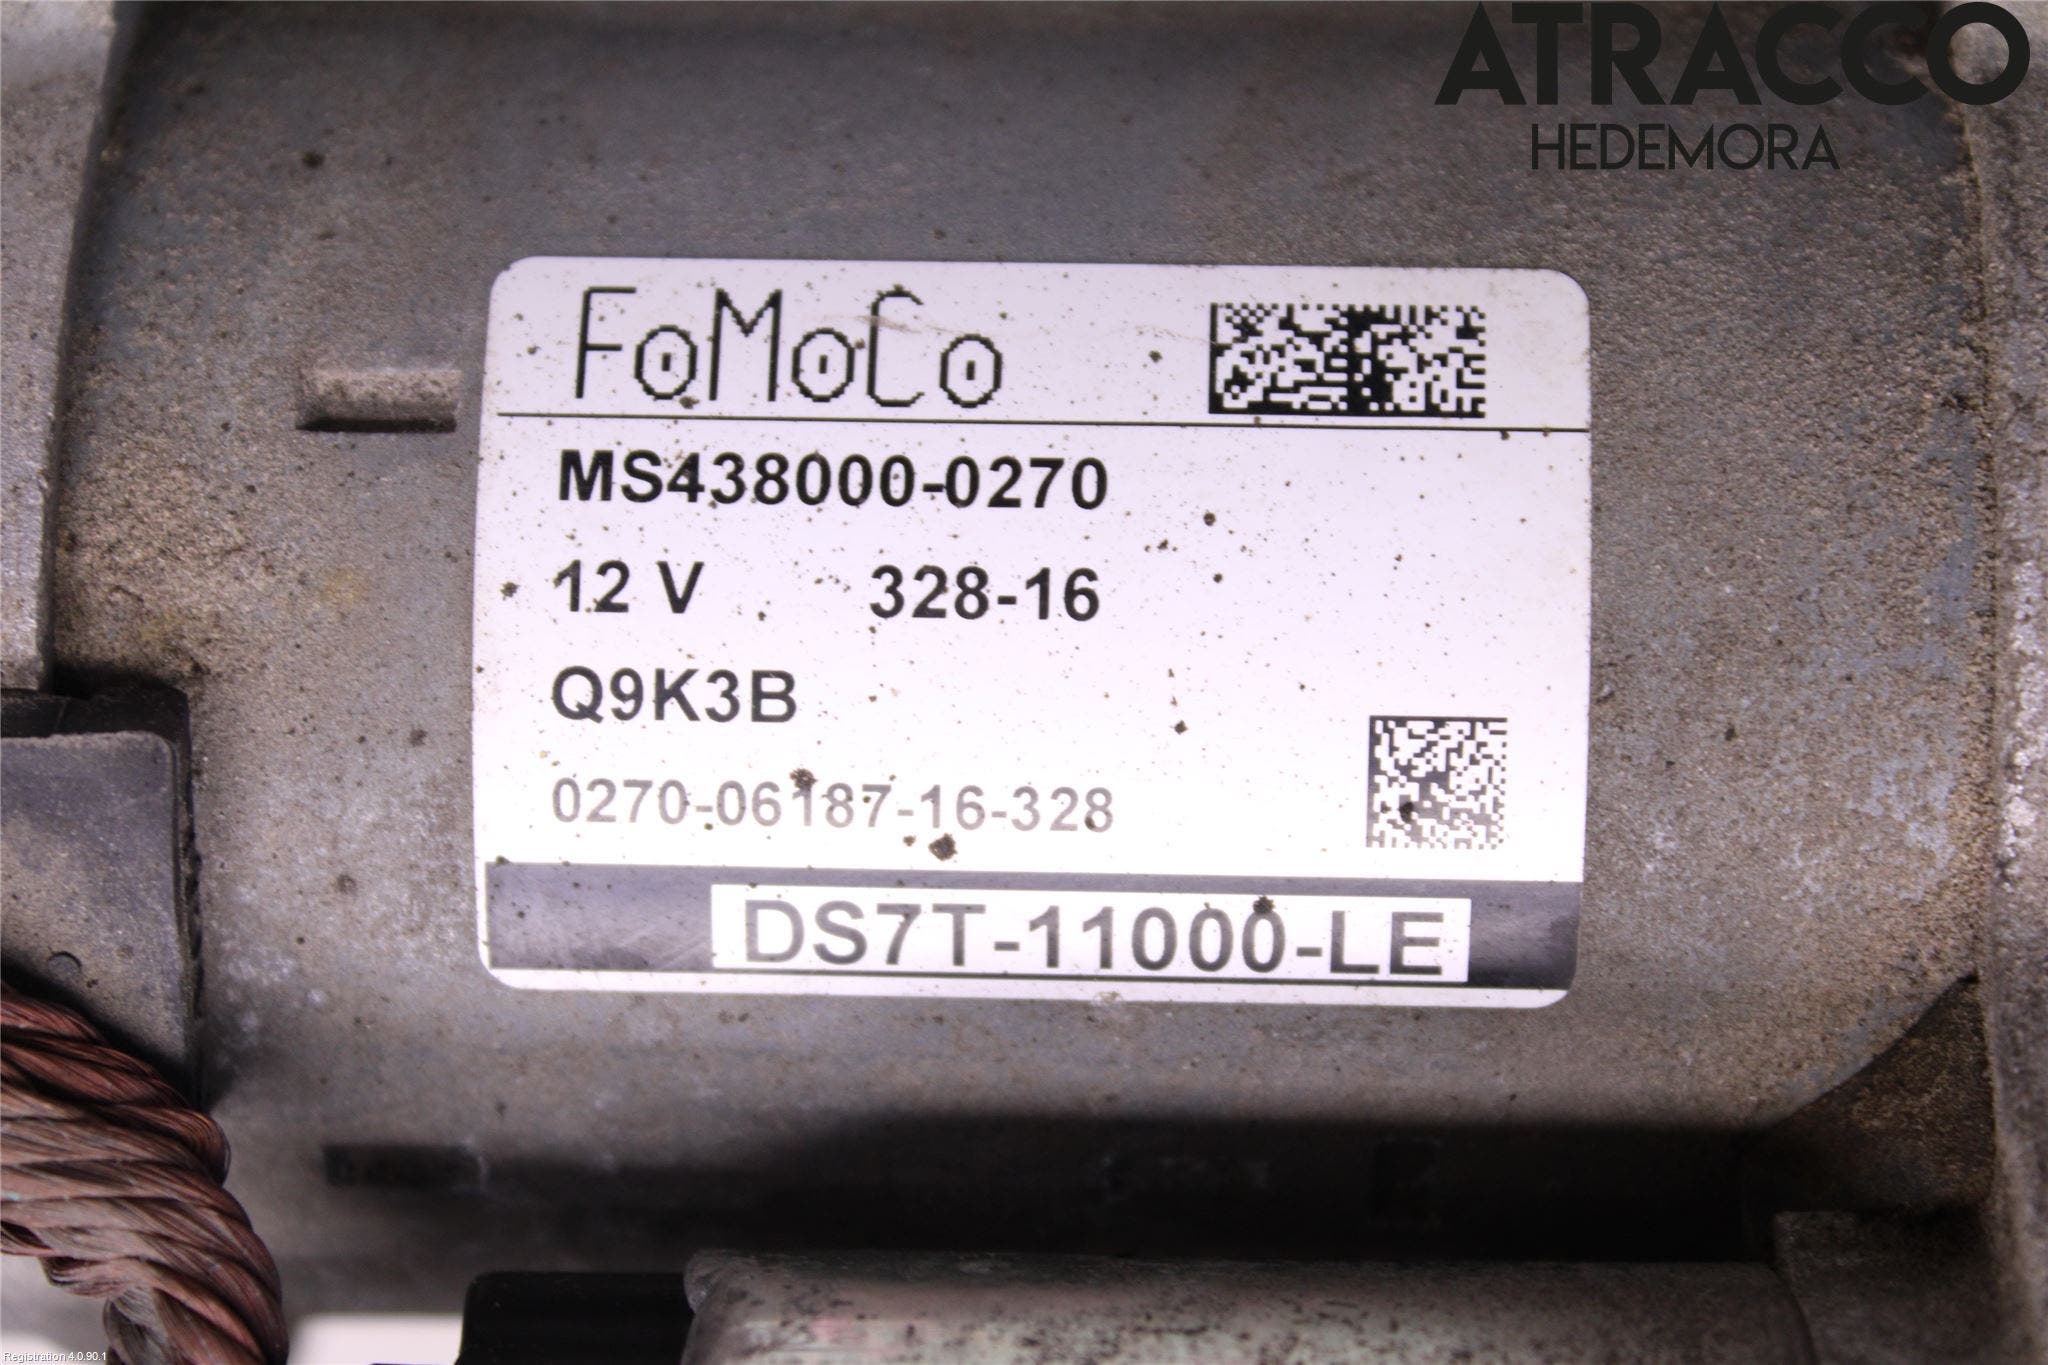 ATRACCO
HEDEMORA
FoMoCo
MS438000-0270
12 V 328-16
Q9K3B
0270-06187-16-328
DS7T-11000-LE
Registration 4.0.90.1